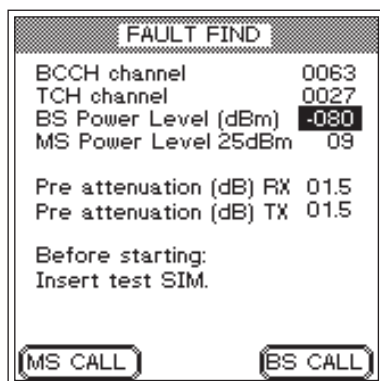 FAULT FIND
BCCH channel 0063
TCH channel 0027
BS Power Level (dBm) -080
MS Power Level 25dBm 09
Pre attenuation (dB) RX 01.5
Pre attenuation (dB) TX 01.5
Before starting:
Insert test SIM.
MS CALL BS CALL